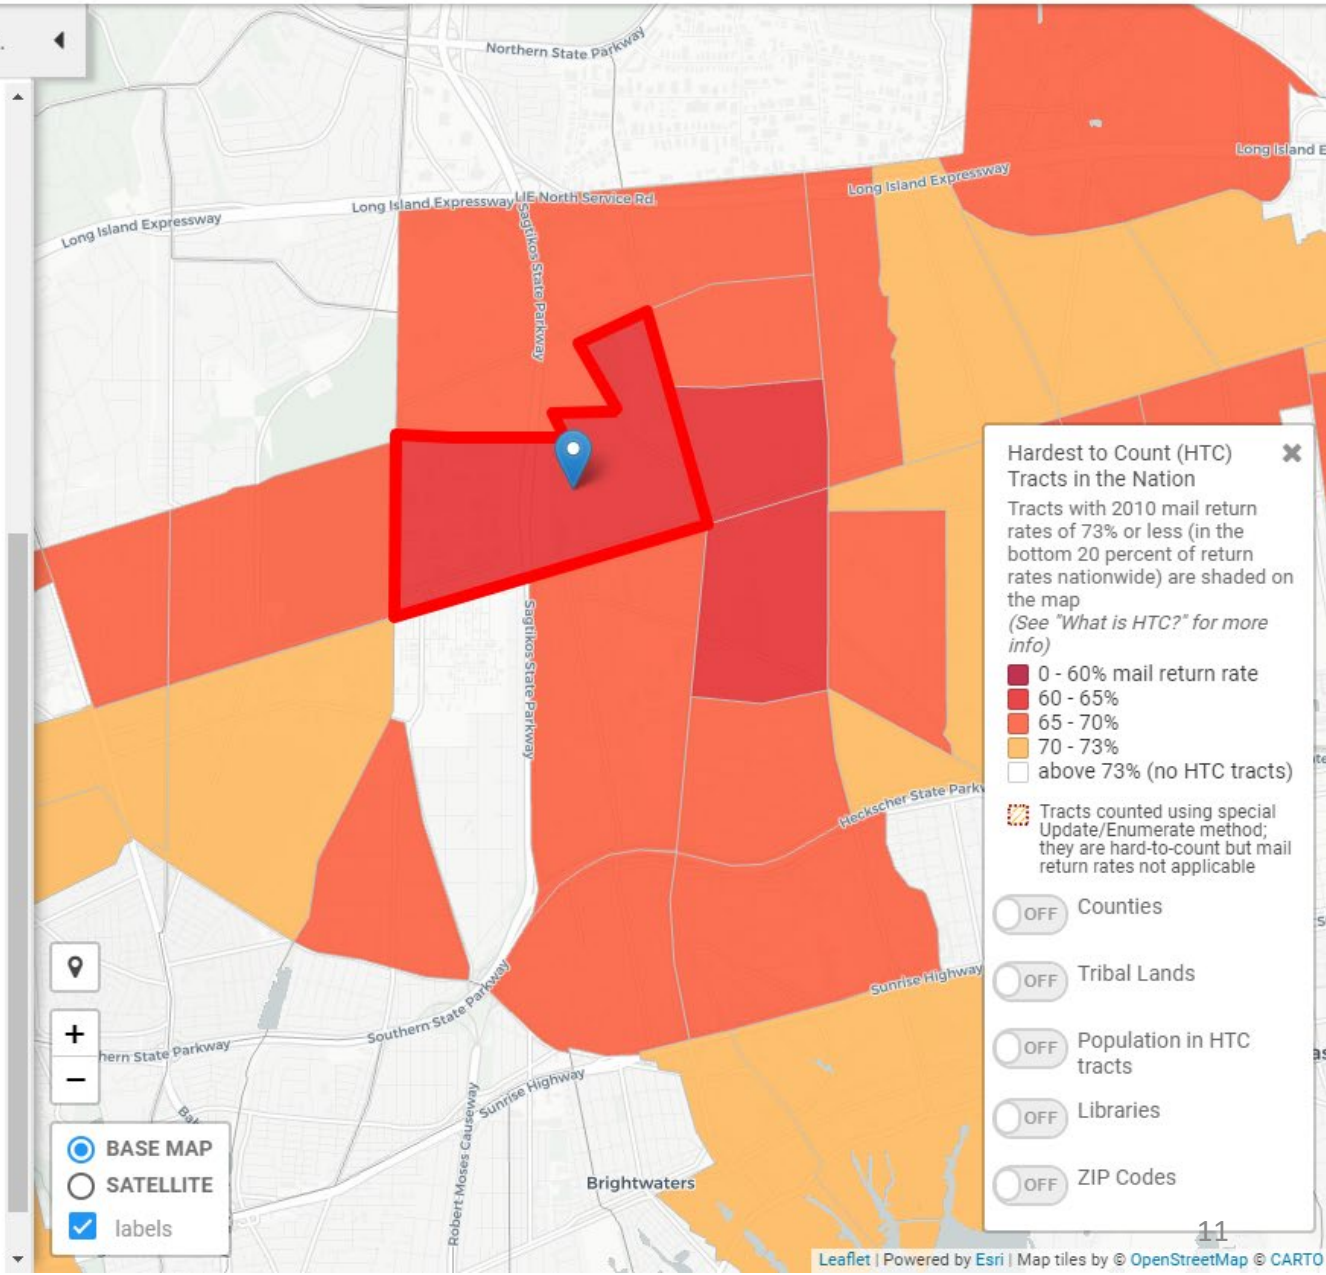 Northern State Parkway
Long Island E
Long Island Expressway
LIE North Service Rd.
Long Island Expressway
Long Island Expressway
Sagtikos State Parkway
Hardest to Count (HTC)
Tracts in the Nation
Tracts with 2010 mail return
rates of 73% or less (in the
bottom 20 percent of return
rates nationwide) are shaded on
the map
(See "What is HTC?" for more
info)
0 - 60% mail return rate
60 - 65%
65 - 70%
70 - 73%
above 73% (no HTC tracts)
Tracts counted using special
Update/Enumerate method;
they are hard-to-count but mail
return rates not applicable
OFF Counties
OFF Tribal Lands
OFF Population in HTC
tracts
OFF Libraries
OFF ZIP Codes
Sagtikos State Parkway
Heckscher State Parkw
Sunrise Highway
Southern State Parkway
hern State Parkway
Sunrise Highway
Robert Moses Causeway
Brightwaters
+
−
BASE MAP
SATELLITE
labels
11
Leaflet | Powered by Esri | Map tiles by © OpenStreetMap © CARTO